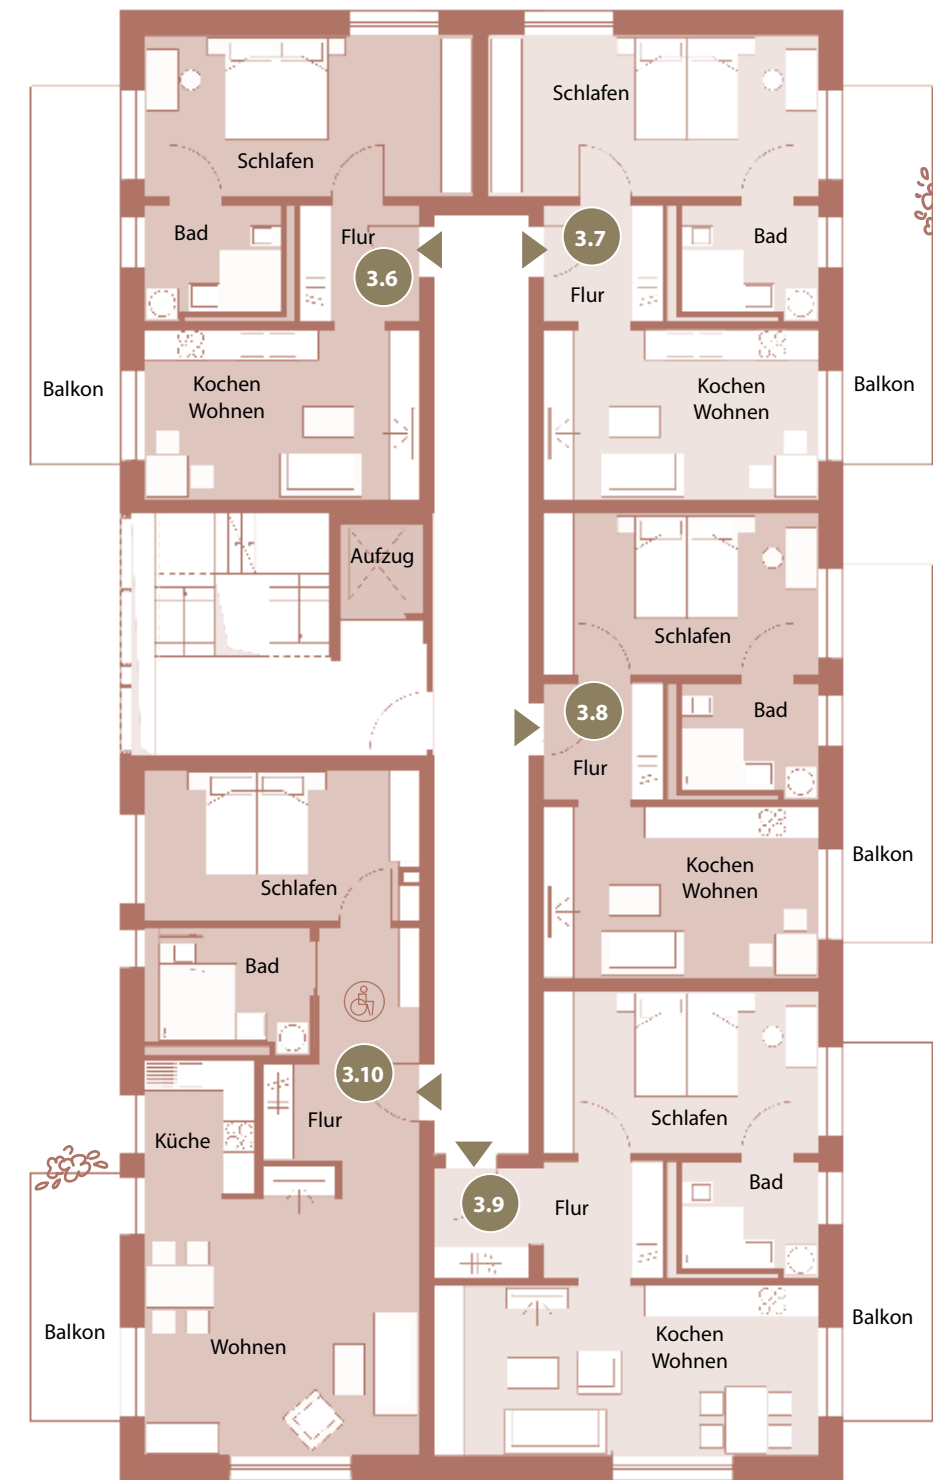 Schlafen
Bad
Flur
3.6
Kochen
Wohnen
Balkon
Schlafen
3.7
Bad
Flur
Kochen
Wohnen
Balkon
Aufzug
Schlafen
3.8
Bad
Flur
Kochen
Wohnen
Balkon
Schlafen
Bad
3.10
Flur
Küche
Wohnen
Balkon
Schlafen
Bad
3.9
Flur
Kochen
Wohnen
Balkon